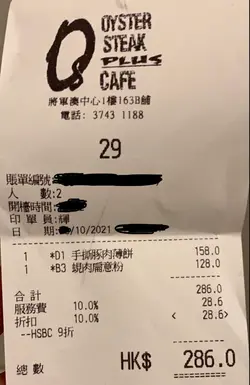 OYSTER
STEAK
PLUS
CAFE
將軍澳中心1樓163B舖
電話: 3743 1188
29
賬單編號
人 數:2
開檯時間:
印 單 員:輝
日 期: /10/2021
1 *D1 手撕豚肉薄餅 158.0
1 *B3 蜆肉扁意粉 128.0
合計 286.0
服務費 10.0% 28.6
折扣 10.0% < 28.6>
--HSBC 9折
總數 HK$ 286.0